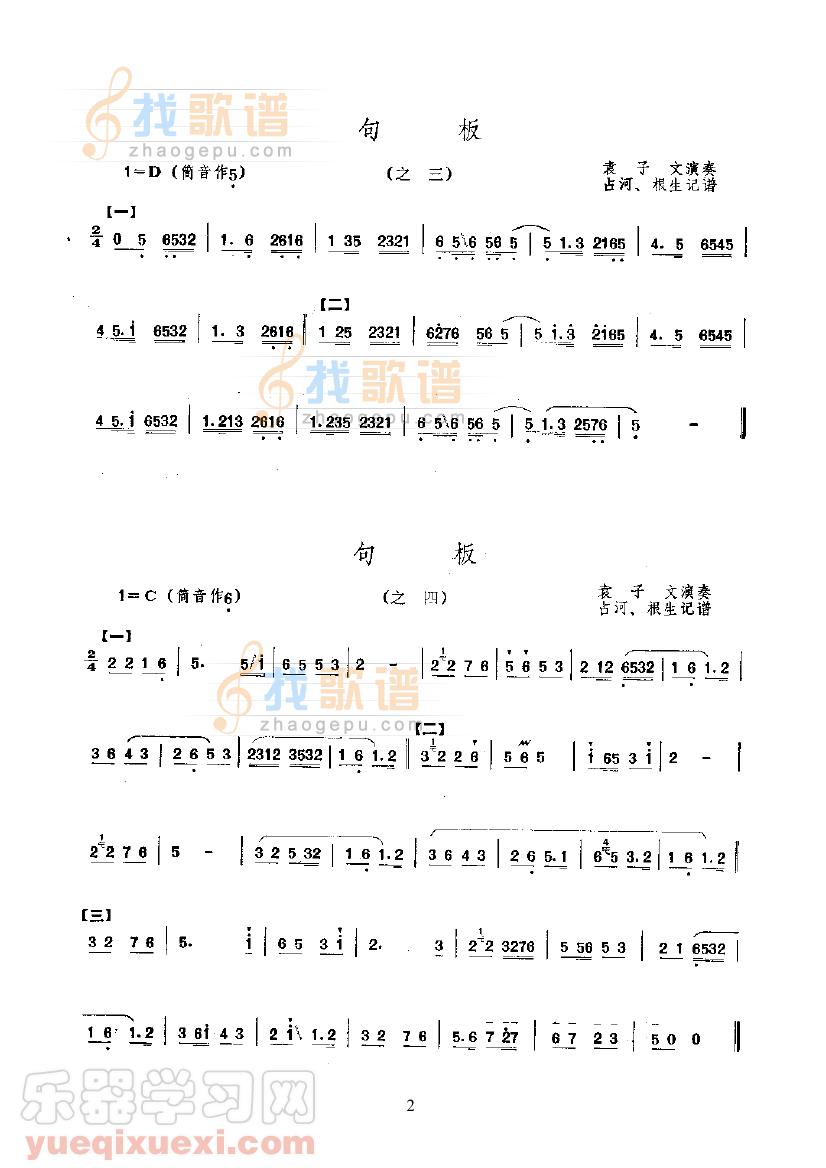 找歌谱
zhaogepu.com
句 板
1=D（筒音作5） （之 三） 袁 子 文演奏
占河、根生记谱
【一】
2/4 0 5 6532 | 1. 6 2616 | 1 35 2321 | 6 5\6 56 5 | 5 1.3 2165 | 4. 5 6545 |
【二】
4 5.i 6532 | 1. 3 2616 | 1 25 2321 | 6276 56 5 | 5 i.3 2165 | 4. 5 6545 |
找歌谱
zhaogepu.com
4 5.i 6532 | 1.213 2616 | 1.235 2321 | 6 5\6 56 5 | 5 1.3 2576 | 5 - ‖
句 板
1=C（筒音作6） （之 四） 袁 子 文演奏
占河、根生记谱
【一】
2/4 2 2 1 6 | 5. 5/i | 6 5 5 3 | 2 - | 2 2 7 6 | 5 6 5 3 | 2 12 6532 | 1 6 1.2 |
找歌谱
zhaogepu.com
【二】
3 6 4 3 | 2 6 5 3 | 2312 3532 | 1 6 1.2 | 3 2 2 6 | 5 6 5 | i 65 3 i | 2 - |
2 2 7 6 | 5 - | 3 2 5 32 | 1 6 1.2 | 3 6 4 3 | 2 6 5.1 | 6 5 3.2 | 1 6 1.2 ‖
【三】
3 2 7 6 | 5. i | 6 5 3 i | 2. 3 | 2 2 3276 | 5 56 5 3 | 2 1 6532 |
1 6 1.2 | 3 6i 4 3 | 2 i\ 1.2 | 3 2 7 6 | 5.6 7 27 | 6 7 2 3 | 5 0 0 ‖
乐器学习网
yueqixuexi.com
2